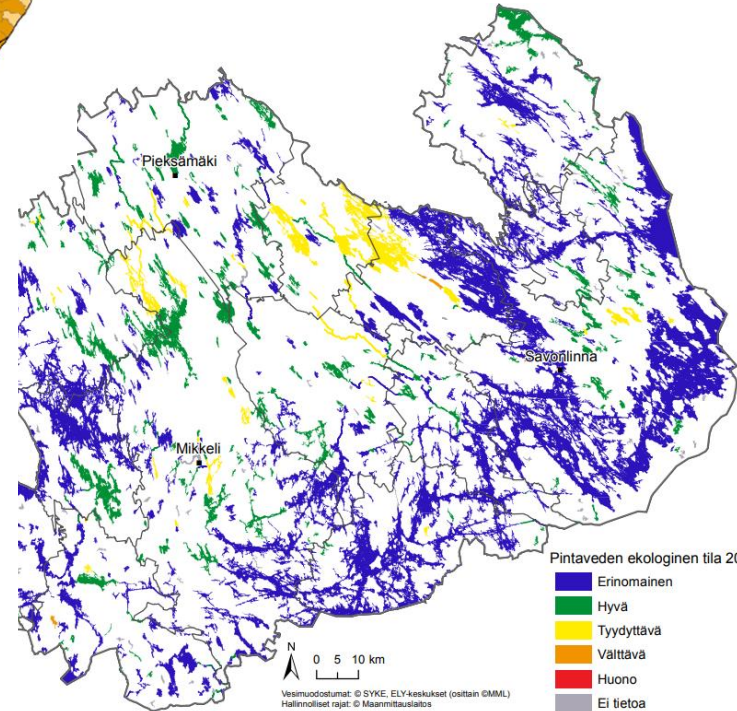 Pieksämäki
Savonlinna
Mikkeli
Pintaveden ekologinen tila 20
Erinomainen
Hyvä
Tyydyttävä
Välttävä
Huono
Ei tietoa
N
0 5 10 km
Vesimuodostumat: © SYKE, ELY-keskukset (osittain ©MML)
Hallinnolliset rajat: © Maanmittauslaitos